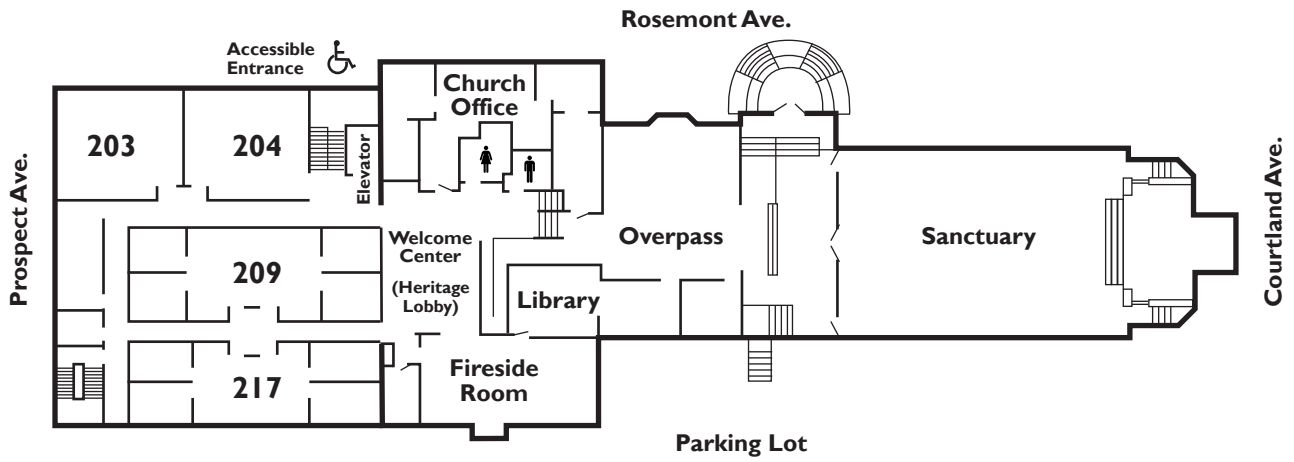 Rosemont Ave.
Accessible
Entrance
Church
Office
203
204
Elevator
Prospect Ave.
Welcome
Center
(Heritage
Lobby)
209
Overpass
Sanctuary
Courtland Ave.
Library
Fireside
Room
217
Parking Lot